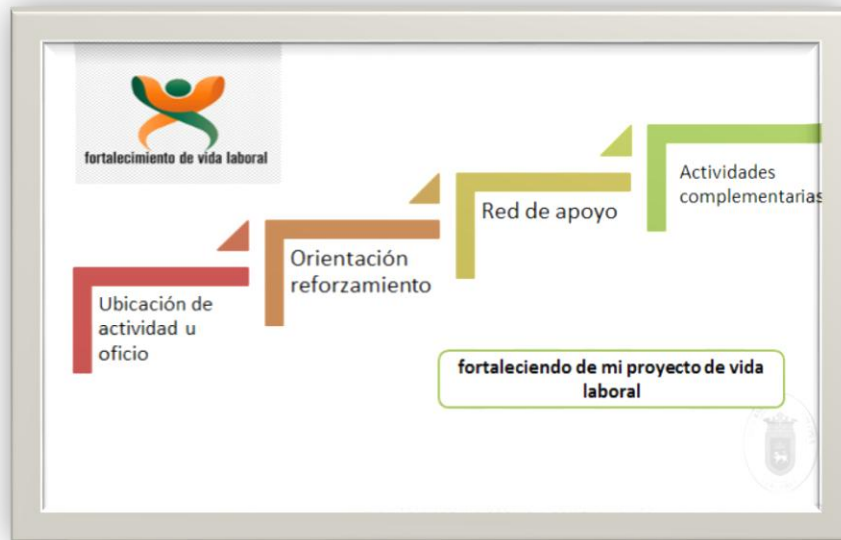 fortalecimiento de vida laboral
Ubicación de
actividad u
oficio
Orientación
reforzamiento
Red de apoyo
Actividades
complementarias
fortaleciendo de mi proyecto de vida
laboral